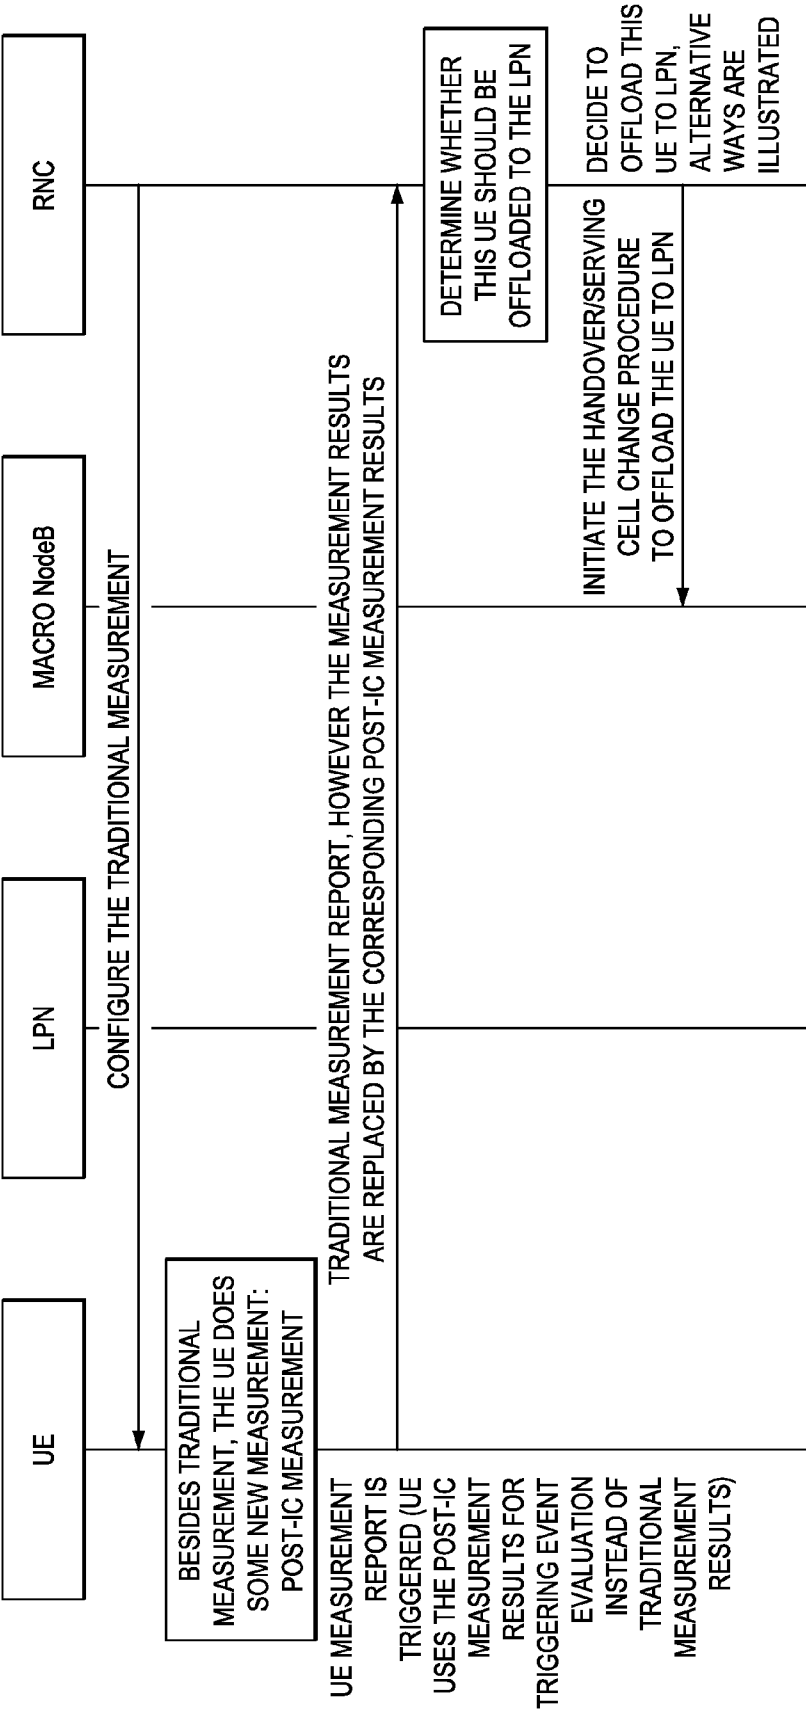 UE
LPN
MACRO NodeB
RNC
CONFIGURE THE TRADITIONAL MEASUREMENT
BESIDES TRADITIONAL
MEASUREMENT, THE UE DOES
SOME NEW MEASUREMENT:
POST-IC MEASUREMENT
UE MEASUREMENT
REPORT IS
TRIGGERED (UE
USES THE POST-IC
MEASUREMENT
RESULTS FOR
TRIGGERING EVENT
EVALUATION
INSTEAD OF
TRADITIONAL
MEASUREMENT
RESULTS)
TRADITIONAL MEASUREMENT REPORT, HOWEVER THE MEASUREMENT RESULTS
ARE REPLACED BY THE CORRESPONDING POST-IC MEASUREMENT RESULTS
DETERMINE WHETHER
THIS UE SHOULD BE
OFFLOADED TO THE LPN
INITIATE THE HANDOVER/SERVING
CELL CHANGE PROCEDURE
TO OFFLOAD THE UE TO LPN
DECIDE TO
OFFLOAD THIS
UE TO LPN,
ALTERNATIVE
WAYS ARE
ILLUSTRATED